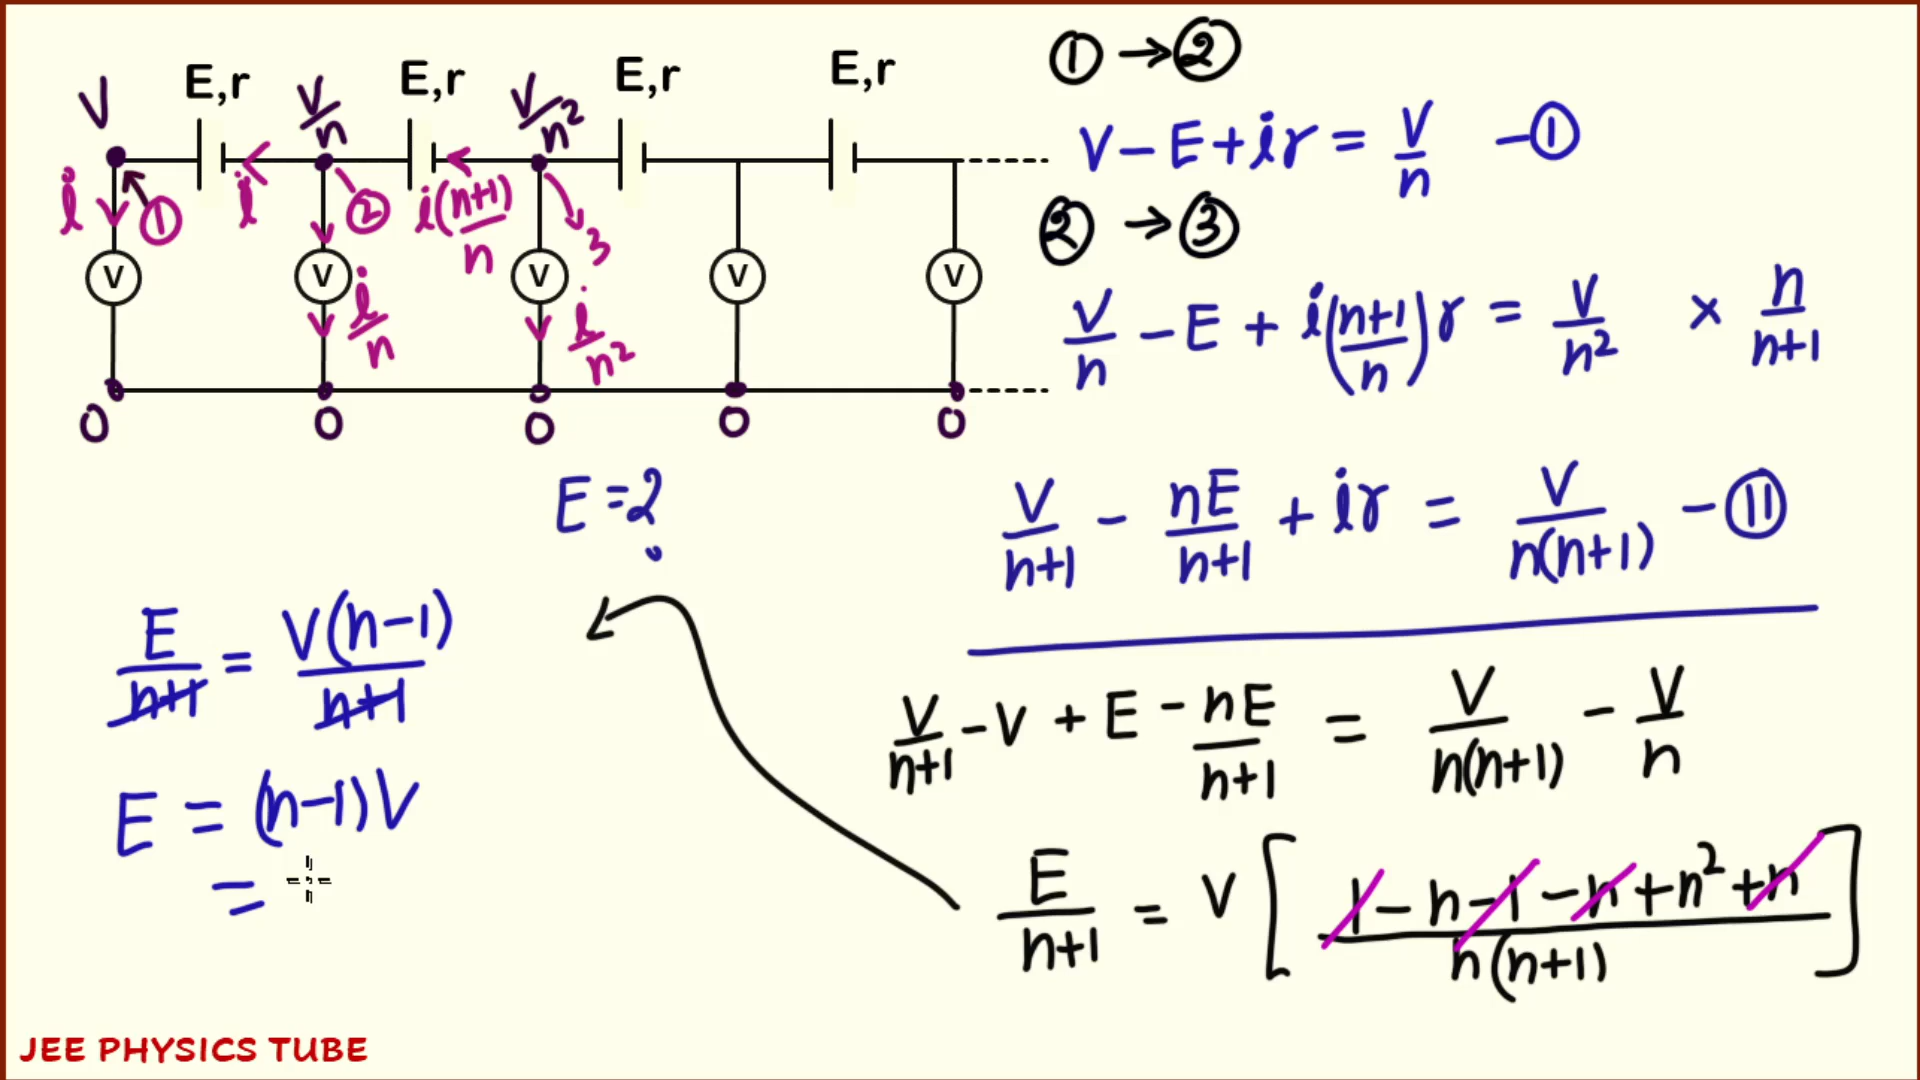 E,r E,r E,r E,r
V V/n V/n²
i ① i ② i(n+1)/n 3
V V V V V
i/n i/n²
0 0 0 0 0
E = ?
① → ②
V - E + ir = V/n - ①
② → ③
V/n - E + i(n+1/n)r = V/n² × n/n+1
V/n+1 - nE/n+1 + ir = V/n(n+1) - ⑪
V/n+1 - V + E - nE/n+1 = V/n(n+1) - V/n
E/n+1 = V[1-n-1-n+n²+n/n(n+1)]
E/n+1 = V(n-1)/n+1
E = (n-1)V
=
JEE PHYSICS TUBE